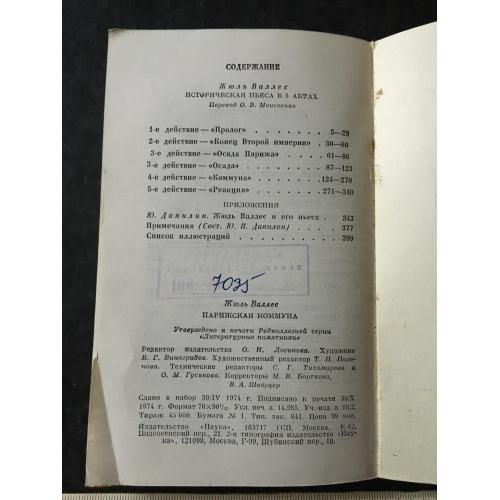 СОДЕРЖАНИЕ
Жюль Валлес
ИСТОРИЧЕСКАЯ ПЬЕСА В 5 АКТАХ
Перевод О. В. Моисеенко
1-е действие — «Пролог» . . . . . . . . 5—29
2-е действие — «Конец Второй империи» . 30—60
3-е действие — «Осада Парижа» . . . . 61—86
3-е действие — «Осада» . . . . . . . . 87—123
4-е действие — «Коммуна» . . . . . . 124—270
5-е действие — «Реакция» . . . . . . . 271—340
ПРИЛОЖЕНИЯ
Ю. Данилин. Жюль Валлес и его пьеса . . 343
Примечания (Сост. Ю. И. Данилин) . . . . 377
Список иллюстраций . . . . . . . . . . 399
7035
Жюль Валлес
ПАРИЖСКАЯ КОММУНА
Утверждено к печати Редколлегией серии
«Литературные памятники»
Редактор издательства О. К. Логинова. Художник
В. Г. Виноградов. Художественный редактор Т. П. Поле-
нова. Технические редакторы С. Г. Тихомирова и
О. М. Гуськова. Корректоры М. В. Борткова,
В. А. Шварцер
Сдано в набор 30/IV 1974 г. Подписано к печати 30/X
1974 г. Формат 70×90 Усл. печ. л. 14,985. Уч.-изд. л. 16,2.
Тираж 45 000. Бумага № 1. Тип. зак. 641. Цена 99 коп.
Издательство «Наука», 103717 ГСП, Москва, К-62,
Подсосенский пер., 21. 2-я типография издательства «Нау-
ка», 121099, Москва, Г-99, Шубинский пер., 10.